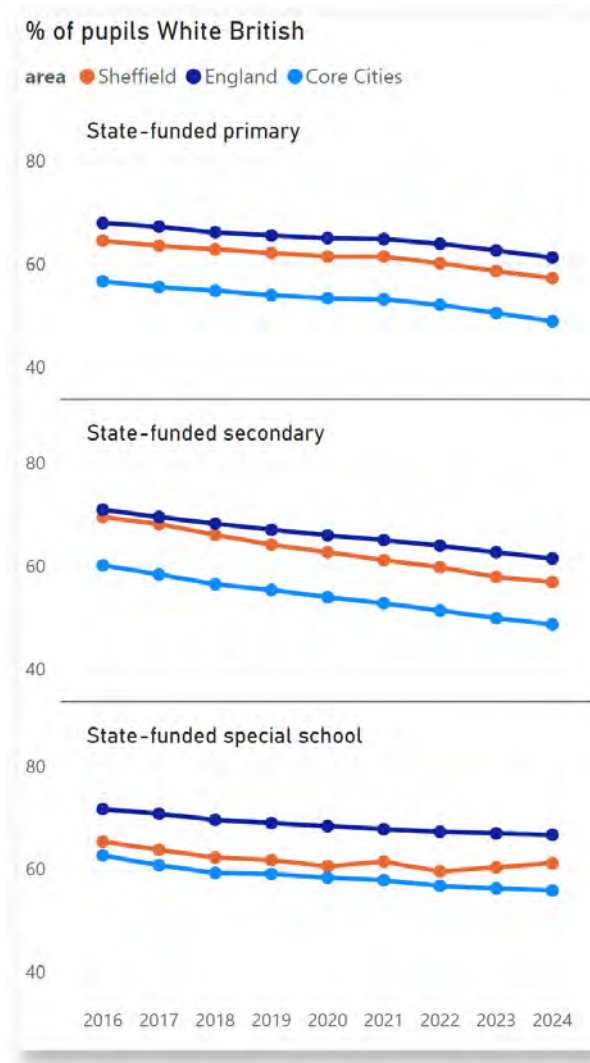 % of pupils White British
area Sheffield England Core Cities
State-funded primary
80
60
40
State-funded secondary
80
60
40
State-funded special school
80
60
40
2016 2017 2018 2019 2020 2021 2022 2023 2024